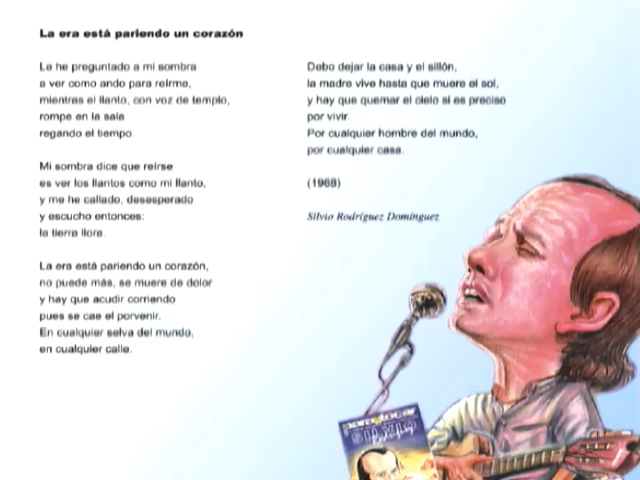 La era está pariendo un corazón
Le he preguntado a mi sombra
a ver como ando para reírme,
mientras el llanto, con voz de templo,
rompe en la sala
regando el tiempo.
Mi sombra dice que reírse
es ver los llantos como mi llanto,
y me he callado, desesperado
y escucho entonces:
la tierra llora.
La era está pariendo un corazón,
no puede más, se muere de dolor
y hay que acudir corriendo
pues se cae el porvenir.
En cualquier selva del mundo,
en cualquier calle.
Debo dejar la casa y el sillón,
la madre vive hasta que muere el sol,
y hay que quemar el cielo si es preciso
por vivir.
Por cualquier hombre del mundo,
por cualquier casa.
(1968)
Silvio Rodríguez Domínguez
para tocar
silvio